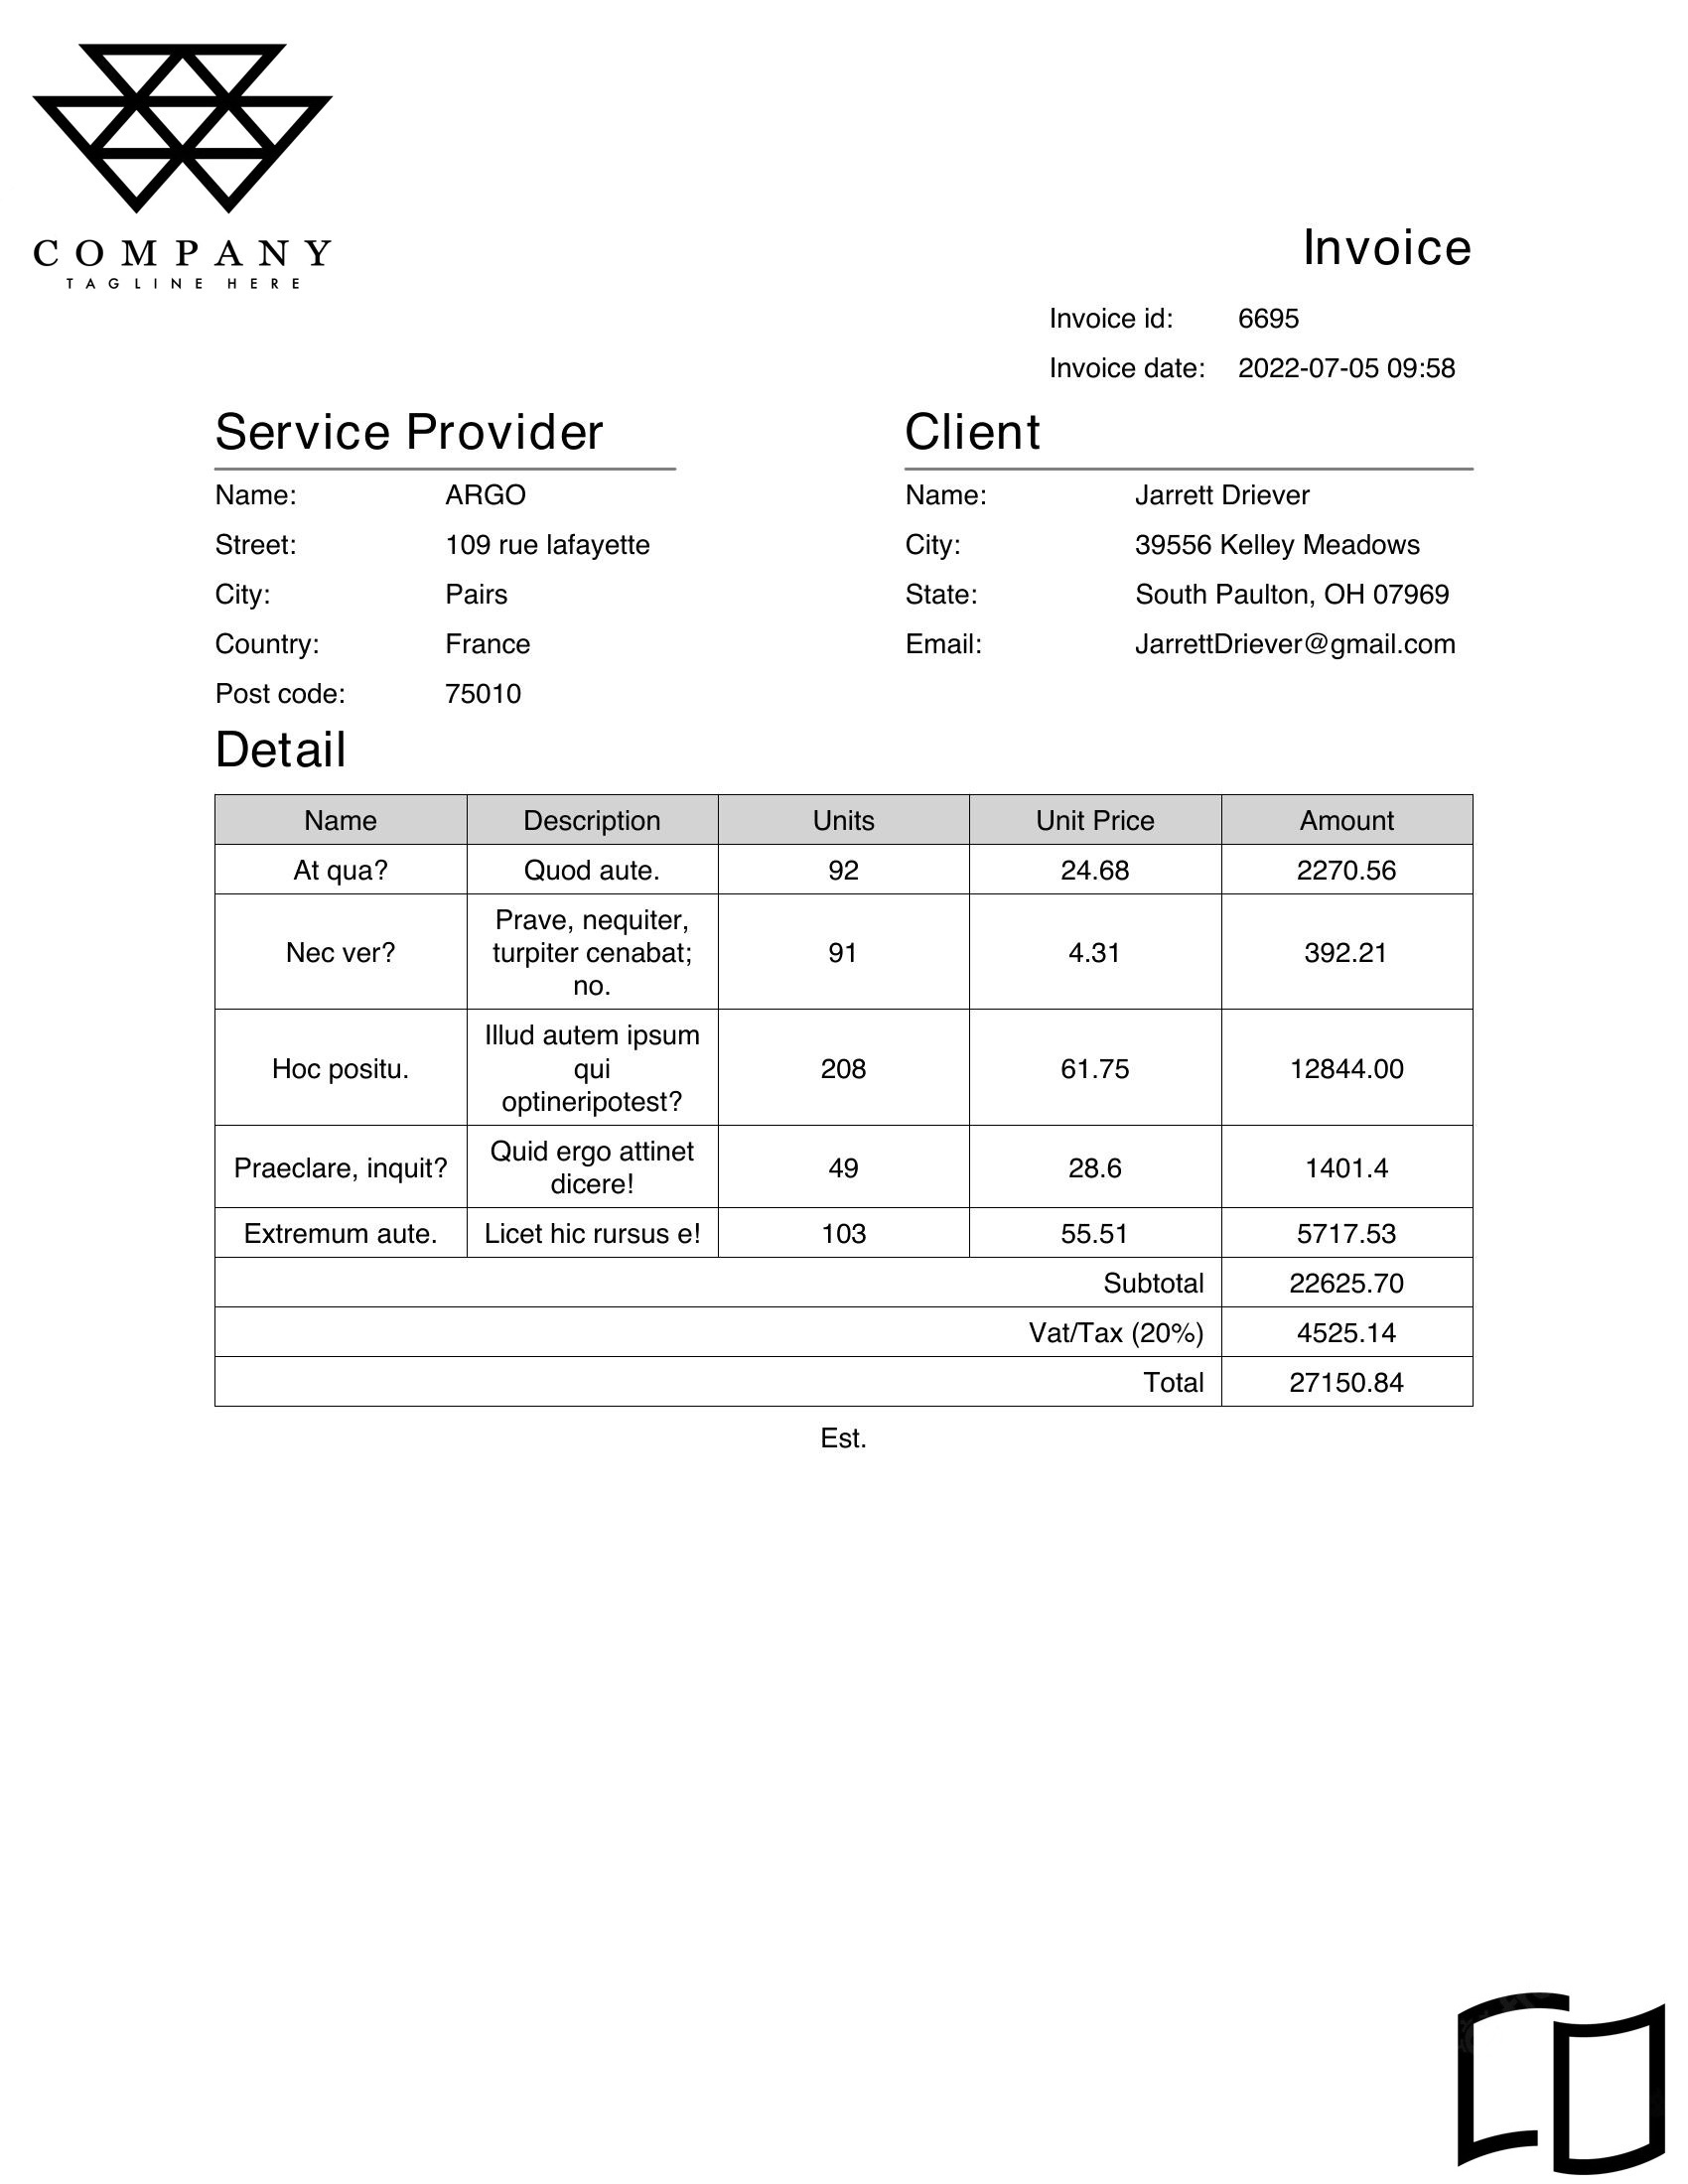 COMPANY
TAGLINE HERE
Invoice
Invoice id: 6695
Invoice date: 2022-07-05 09:58
Service Provider
Name: ARGO
Street: 109 rue lafayette
City: Pairs
Country: France
Post code: 75010
Client
Name: Jarrett Driever
City: 39556 Kelley Meadows
State: South Paulton, OH 07969
Email: JarrettDriever@gmail.com
Detail
Name Description Units Unit Price Amount
At qua? Quod aute. 92 24.68 2270.56
Nec ver? Prave, nequiter, turpiter cenabat; no. 91 4.31 392.21
Hoc positu. Illud autem ipsum qui optineripotest? 208 61.75 12844.00
Praeclare, inquit? Quid ergo attinet dicere! 49 28.6 1401.4
Extremum aute. Licet hic rursus e! 103 55.51 5717.53
Subtotal 22625.70
Vat/Tax (20%) 4525.14
Total 27150.84
Est.